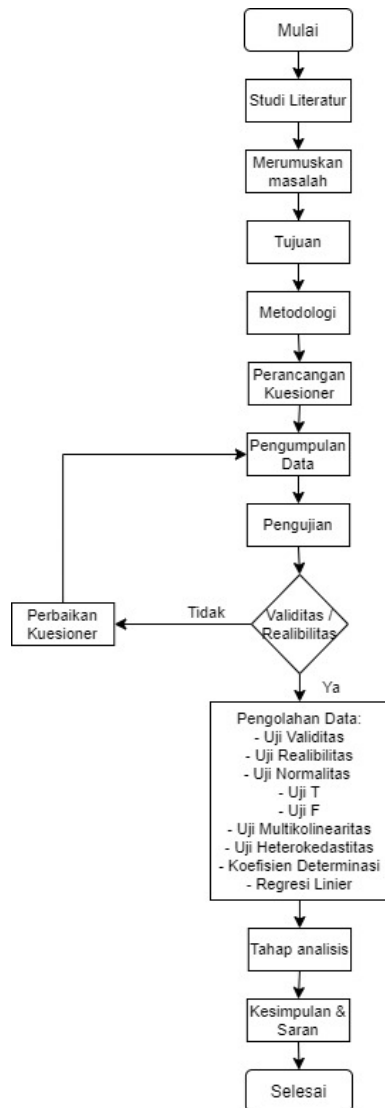 Mulai
Studi Literatur
Merumuskan
masalah
Tujuan
Metodologi
Perancangan
Kuesioner
Pengumpulan
Data
Pengujian
Validitas /
Realibilitas
Tidak
Perbaikan
Kuesioner
Ya
Pengolahan Data:
- Uji Validitas
- Uji Realibilitas
- Uji Normalitas
- Uji T
- Uji F
- Uji Multikolinearitas
- Uji Heterokedastitas
- Koefisien Determinasi
- Regresi Linier
Tahap analisis
Kesimpulan &
Saran
Selesai